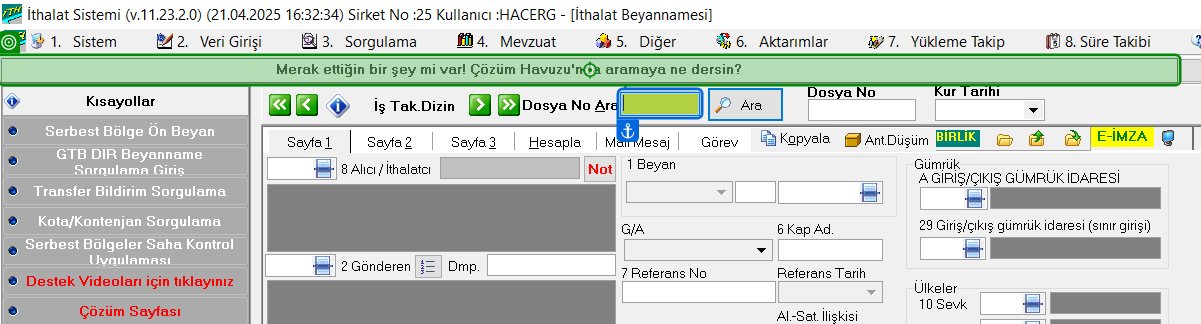 İthalat Sistemi (v.11.23.2.0) (21.04.2025 16:32:34) Sirket No :25 Kullanıcı :HACERG - [İthalat Beyannamesi]
1. Sistem 2. Veri Girişi 3. Sorgulama 4. Mevzuat 5. Diğer 6. Aktarımlar 7. Yükleme Takip 8. Süre Takibi
Merak ettiğin bir şey mi var! Çözüm Havuzu'n a aramaya ne dersin?
Kısayollar
Serbest Bölge Ön Beyan
GTB DIR Beyanname
Sorgulama Giriş
Transfer Bildirim Sorgulama
Kota/Kontenjan Sorgulama
Serbest Bölgeler Saha Kontrol
Uygulaması
Destek Videoları için tıklayınız
Çözüm Sayfası
İş Tak.Dizin Dosya No Ara Ara Dosya No Kur Tarihi
Sayfa 1 Sayfa 2 Sayfa 3 Hesapla Mail Mesaj Görev Kopyala Ant.Düşüm BİRLİK E-İMZA
8 Alıcı / İthalatcı Not
2 Gönderen Dmp.
1 Beyan
G/A 6 Kap Ad.
7 Referans No Referans Tarih
Al.-Sat. İlişkisi
Gümrük
A GIRIŞ/ÇIKIŞ GÜMRÜK İDARESİ
29 Giriş/çıkış gümrük idaresi (sınır girişi)
Ülkeler
10 Sevk